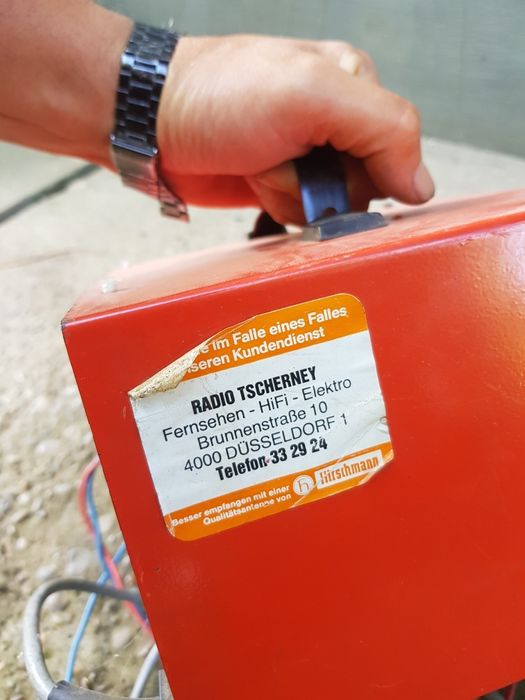 im Falle eines Falles
unseren Kundendienst
RADIO TSCHERNEY
Fernsehen - HiFi - Elektro
Brunnenstraße 10
4000 DÜSSELDORF 1
Telefon 33 29 24
Besser empfangen mit einer
Qualitätsantenne von h Hirschmann